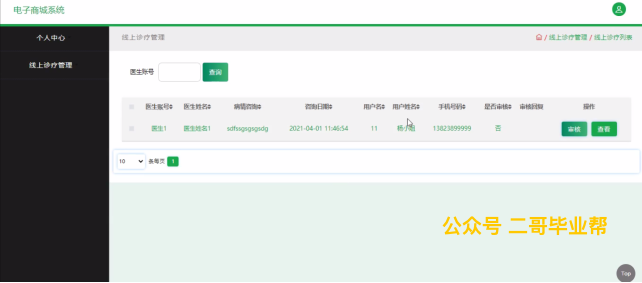 电子商城系统
个人中心
线上诊疗管理
线上诊疗管理
/ 线上诊疗管理 / 线上诊疗列表
医生账号
查询
医生账号 医生姓名 病情咨询 咨询日期 用户名 用户姓名 手机号码 是否审核 审核回复 操作
医生1 医生姓名1 sdfssgsgsgsdg 2021-04-01 11:46:54 11 杨小姐 13823899999 否 审核 查看
10 条每页 1
公众号 二哥毕业帮
Top